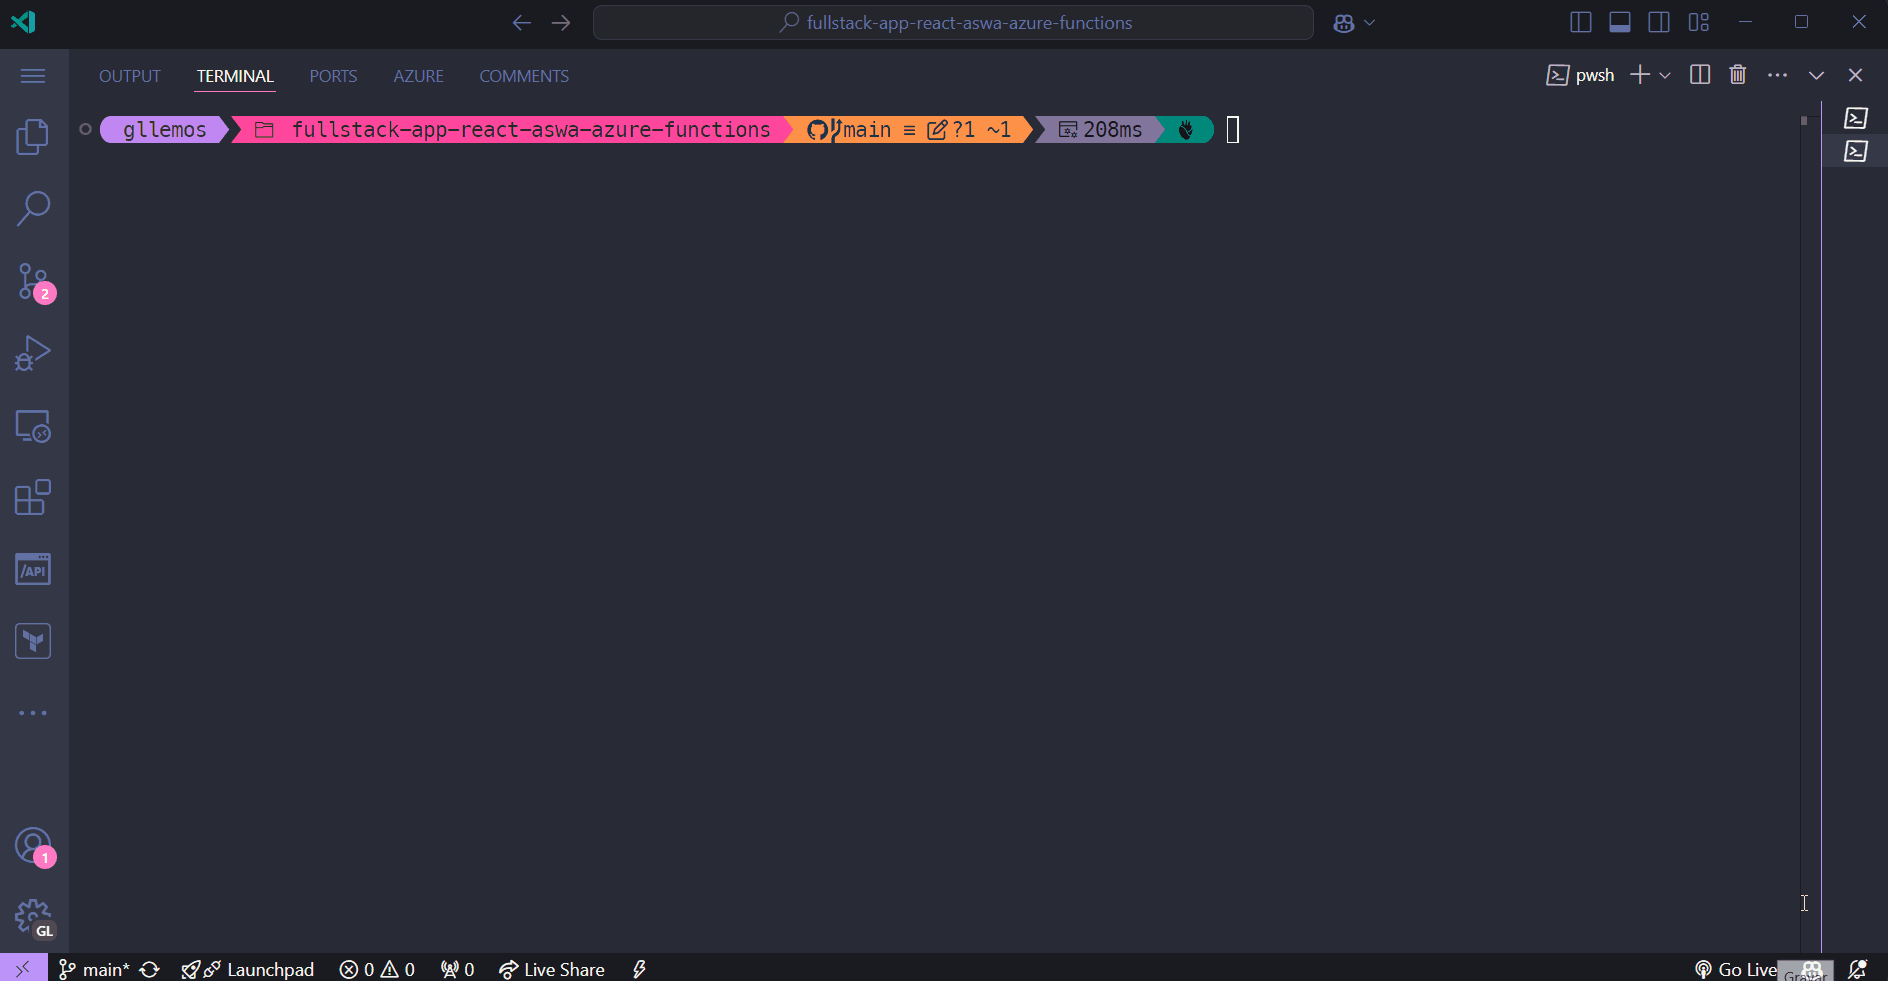 fullstack-app-react-aswa-azure-functions
OUTPUT TERMINAL PORTS AZURE COMMENTS
pwsh
gllemos fullstack-app-react-aswa-azure-functions main ≡ ?1 ~1 208ms
2
/API
1
GL
main* Launchpad 0 0 0 Live Share
Go Live